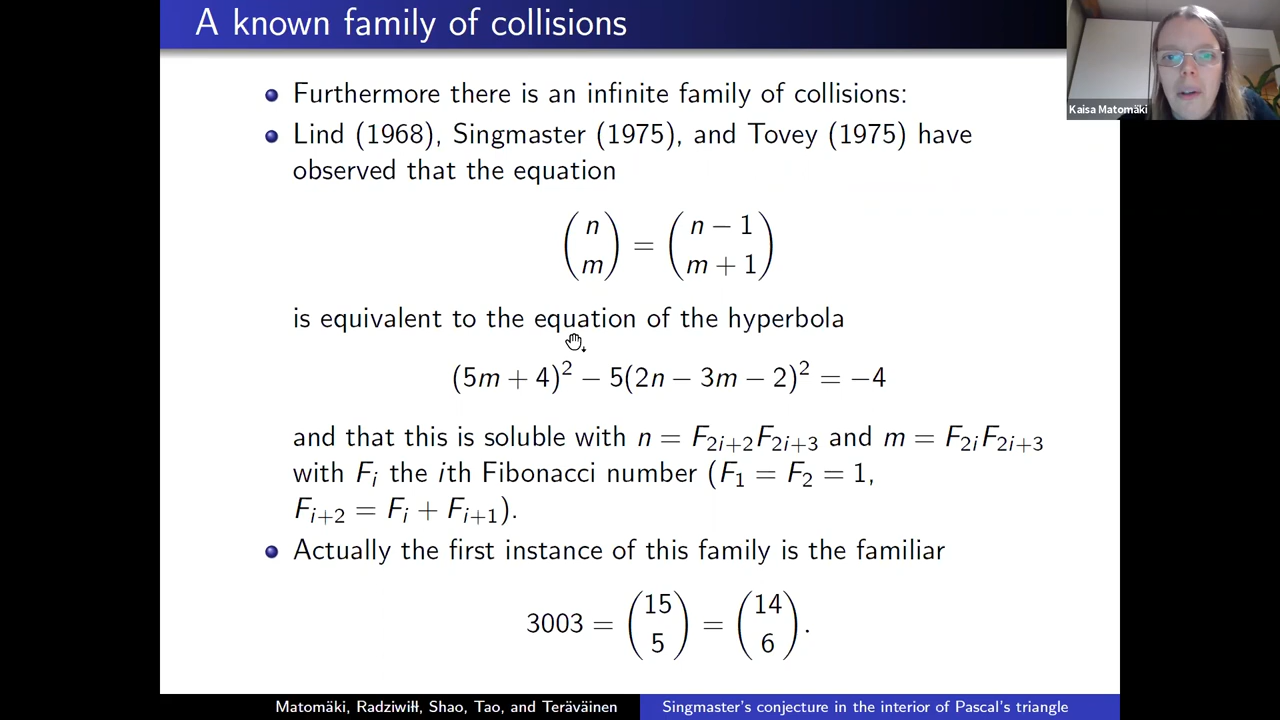 A known family of collisions
Kaisa Matomäki
Furthermore there is an infinite family of collisions:
Lind (1968), Singmaster (1975), and Tovey (1975) have
observed that the equation
$\binom{n}{m} = \binom{n-1}{m+1}$
is equivalent to the equation of the hyperbola
$(5m + 4)^2 - 5(2n - 3m - 2)^2 = -4$
and that this is soluble with $n = F_{2i+2}F_{2i+3}$ and $m = F_{2i}F_{2i+3}$
with $F_i$ the $i$th Fibonacci number ($F_1 = F_2 = 1$,
$F_{i+2} = F_i + F_{i+1}$).
Actually the first instance of this family is the familiar
$3003 = \binom{15}{5} = \binom{14}{6}.$
Matomäki, Radziwiłł, Shao, Tao, and Teräväinen
Singmaster's conjecture in the interior of Pascal's triangle